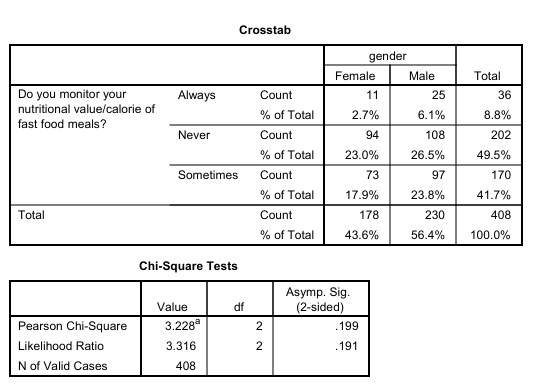 Crosstab
gender
Female Male Total
Do you monitor your nutritional value/calorie of fast food meals? Always Count 11 25 36
% of Total 2.7% 6.1% 8.8%
Never Count 94 108 202
% of Total 23.0% 26.5% 49.5%
Sometimes Count 73 97 170
% of Total 17.9% 23.8% 41.7%
Total Count 178 230 408
% of Total 43.6% 56.4% 100.0%
Chi-Square Tests
Value df Asymp. Sig. (2-sided)
Pearson Chi-Square 3.228a 2 .199
Likelihood Ratio 3.316 2 .191
N of Valid Cases 408